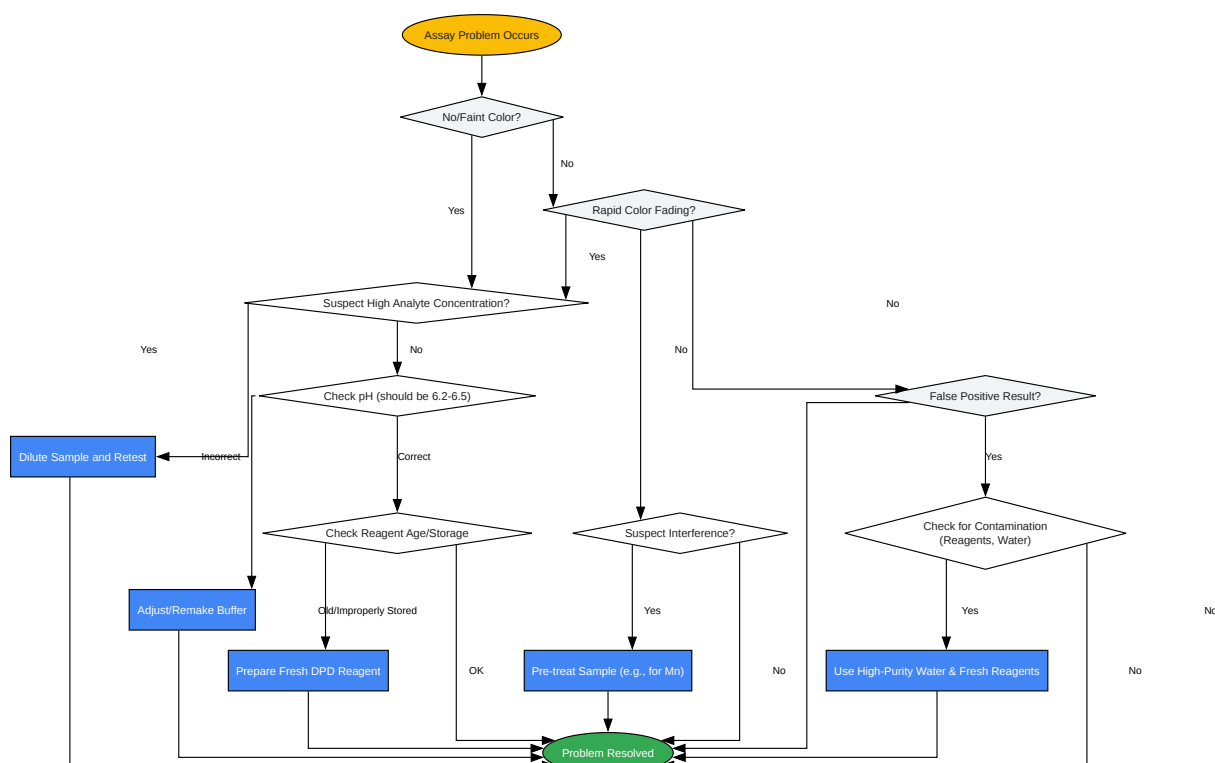 Assay Problem Occurs
No/Faint Color?
No
Yes
Rapid Color Fading?
Yes
Suspect High Analyte Concentration?
No
Yes
No
No
Check pH (should be 6.2-6.5)
False Positive Result?
Dilute Sample and Retest
Incorrect
Correct
Yes
Check Reagent Age/Storage
Suspect Interference?
Check for Contamination
(Reagents, Water)
Adjust/Remake Buffer
Old/Improperly Stored
Yes
Yes
No
Prepare Fresh DPD Reagent
OK
Pre-treat Sample (e.g., for Mn)
No
Use High-Purity Water & Fresh Reagents
No
Problem Resolved